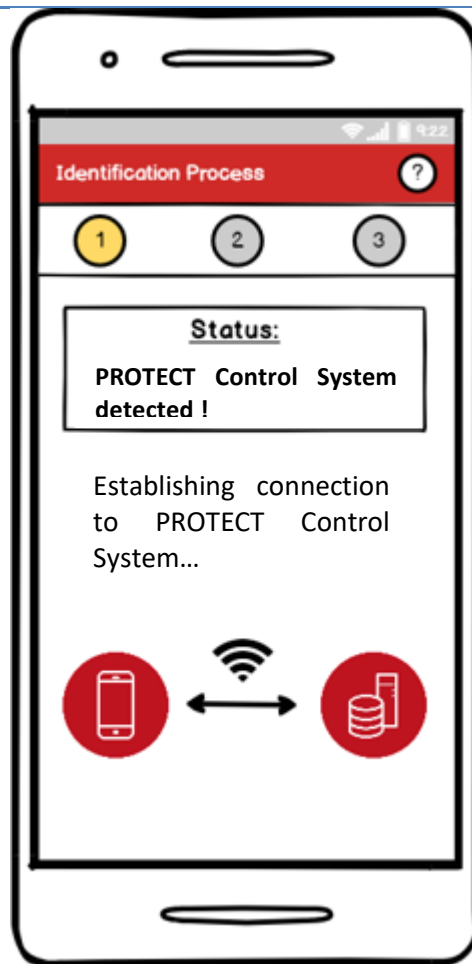 9:22
Identification Process
?
1 2 3
Status:
PROTECT Control System
detected !
Establishing connection
to PROTECT Control
System...